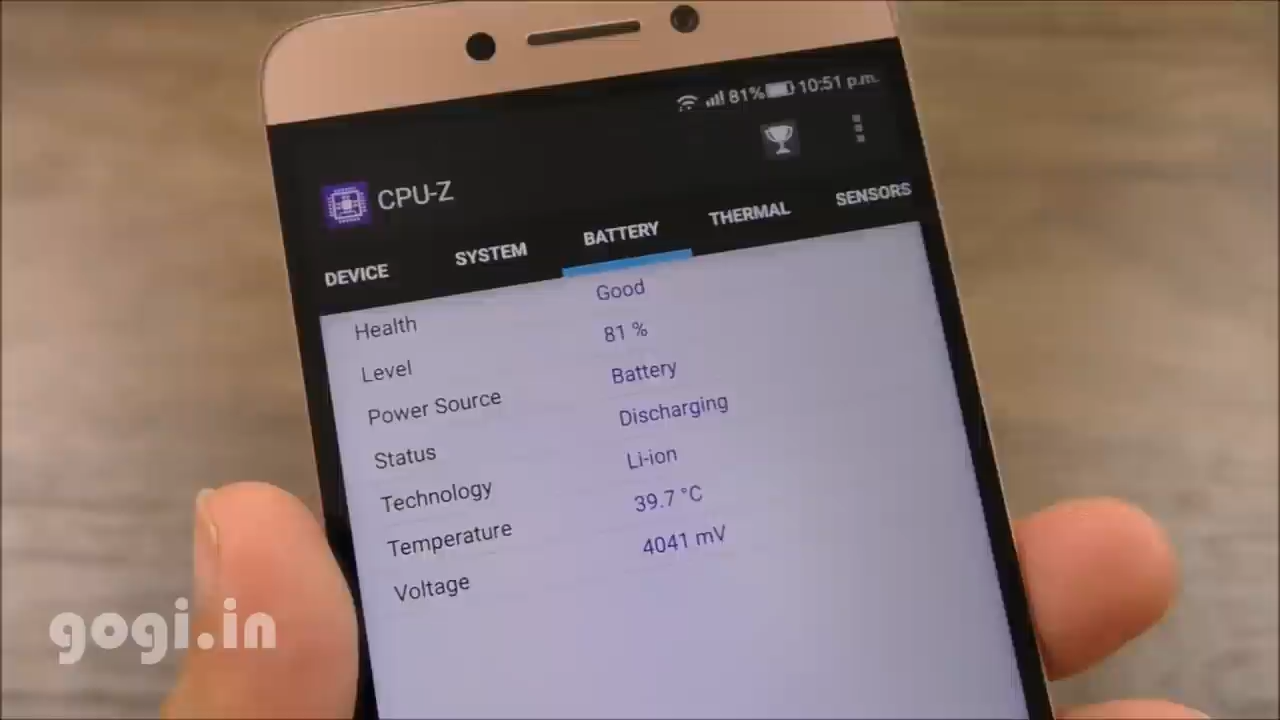 81% 10:51 p.m.
CPU-Z
DEVICE SYSTEM BATTERY THERMAL SENSORS
Health Good
Level 81 %
Power Source Battery
Status Discharging
Technology Li-ion
Temperature 39.7 °C
Voltage 4041 mV
gogi.in